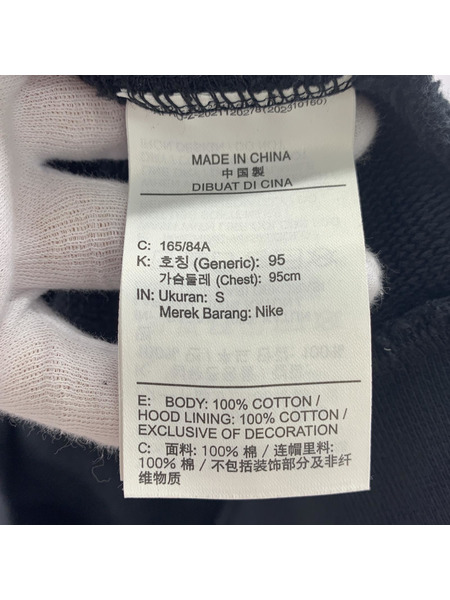 MADE IN CHINA
中国製
DIBUAT DI CINA
C: 165/84A
K: 호칭 (Generic): 95
가슴둘레 (Chest): 95cm
IN: Ukuran: S
Merek Barang: Nike
E: BODY: 100% COTTON /
HOOD LINING: 100% COTTON /
EXCLUSIVE OF DECORATION
C: 面料: 100% 棉 / 连帽里料:
100% 棉 / 不包括装饰部分及非纤
维物质